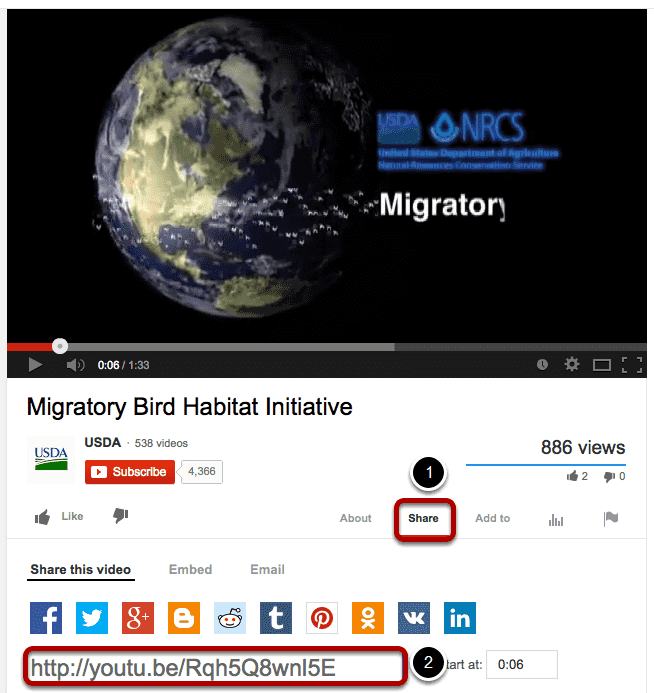 USDA NRCS
United States Department of Agriculture
Natural Resources Conservation Service
Migratory
0:06 / 1:33
Migratory Bird Habitat Initiative
USDA · 538 videos
886 views
USDA
Subscribe 4,366
2 0
1
Like About Share Add to
Share this video Embed Email
http://youtu.be/Rqh5Q8wnI5E 2 tart at: 0:06